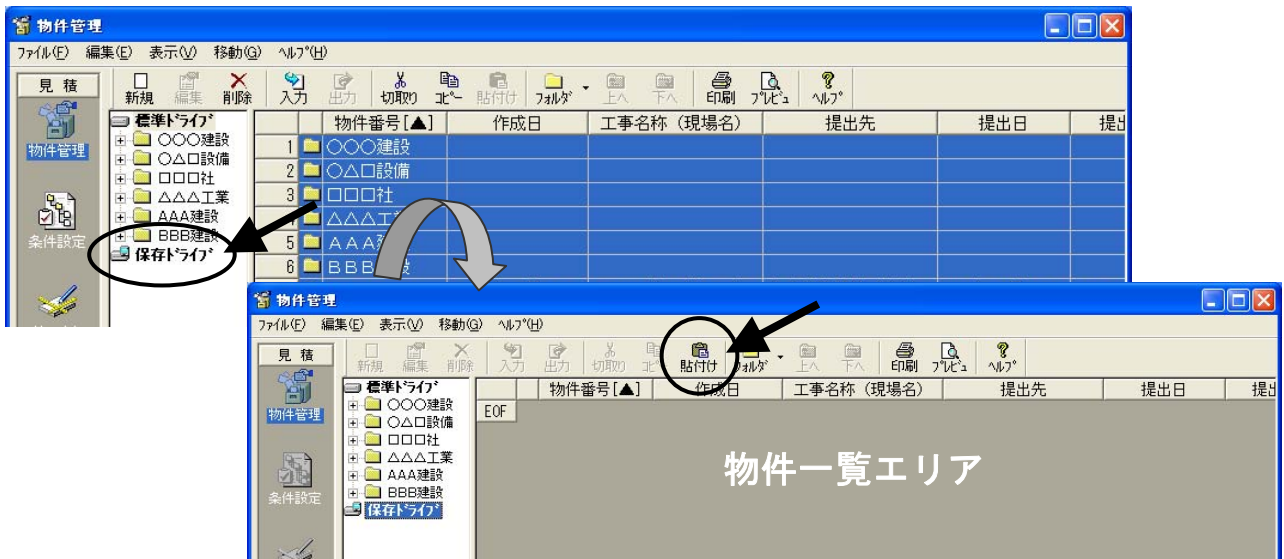 物件管理
ファイル(F) 編集(E) 表示(V) 移動(G) ヘルプ(H)
見 積
新規 編集 削除 入力 出力 切取り コピー 貼付け フォルダ 上へ 下へ 印刷 プレビュ ヘルプ
標準ドライブ 物件番号[▲] 作成日 工事名称（現場名） 提出先 提出日
物件管理
○○○建設 1 ○○○建設
○△□設備 2 ○△□設備
□□□社 3 □□□社
△△△工業
AAA建設 5
条件設定
BBB建設 6
保存ドライブ
物件管理
ファイル(F) 編集(E) 表示(V) 移動(G) ヘルプ(H)
見 積
新規 編集 削除 入力 出力 切取り 貼付け フォルダ 上へ 下へ 印刷 プレビュ ヘルプ
標準ドライブ 物件番号[▲] 作成日 工事名称（現場名） 提出先 提出日
物件管理
○○○建設 EOF
○△□設備
□□□社
△△△工業
AAA建設
条件設定
BBB建設
保存ドライブ
物件一覧エリア